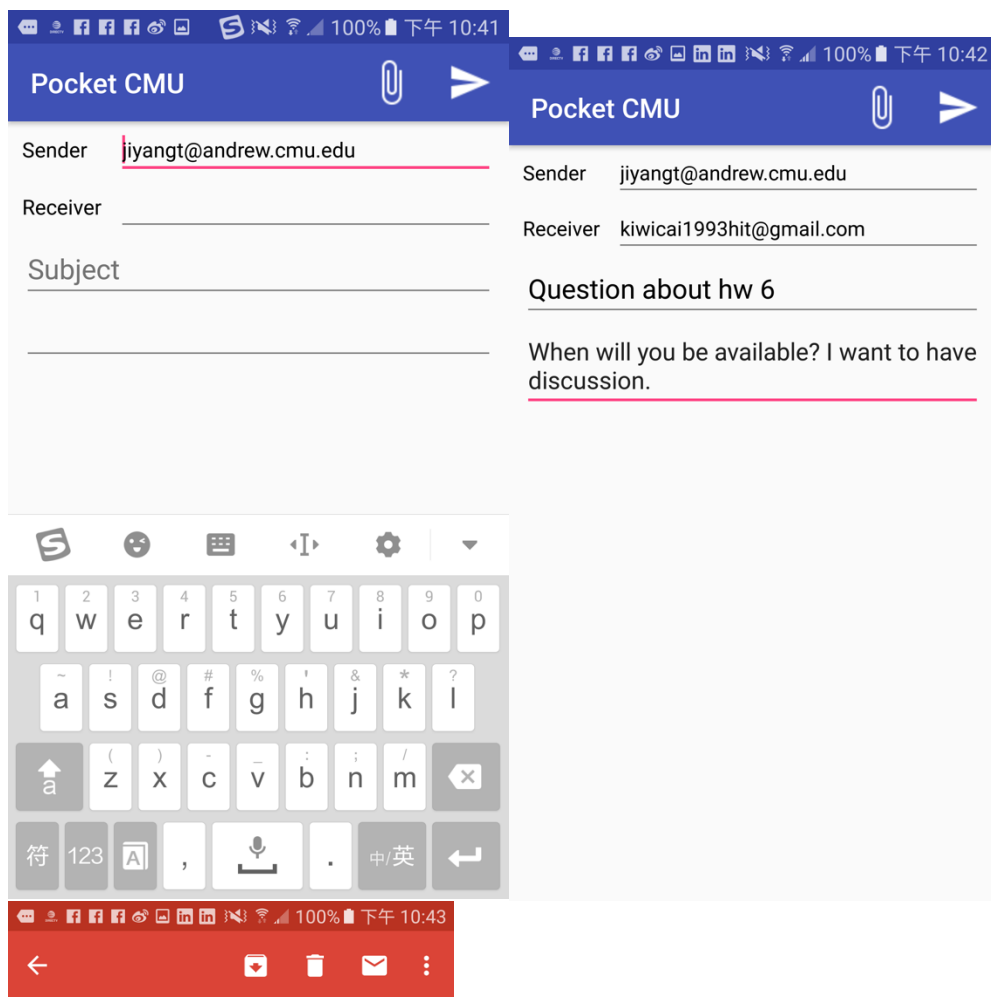 100% 下午 10:41
Pocket CMU
Sender jiyangt@andrew.cmu.edu
Receiver
Subject
1 2 3 4 5 6 7 8 9 0
q w e r t y u i o p
~ ! @ # % ' & * ?
a s d f g h j k l
a ( ) - _ : ; /
z x c v b n m
符 123 A , . 中/英
100% 下午 10:42
Pocket CMU
Sender jiyangt@andrew.cmu.edu
Receiver kiwicai1993hit@gmail.com
Question about hw 6
When will you be available? I want to have
discussion.
100% 下午 10:43